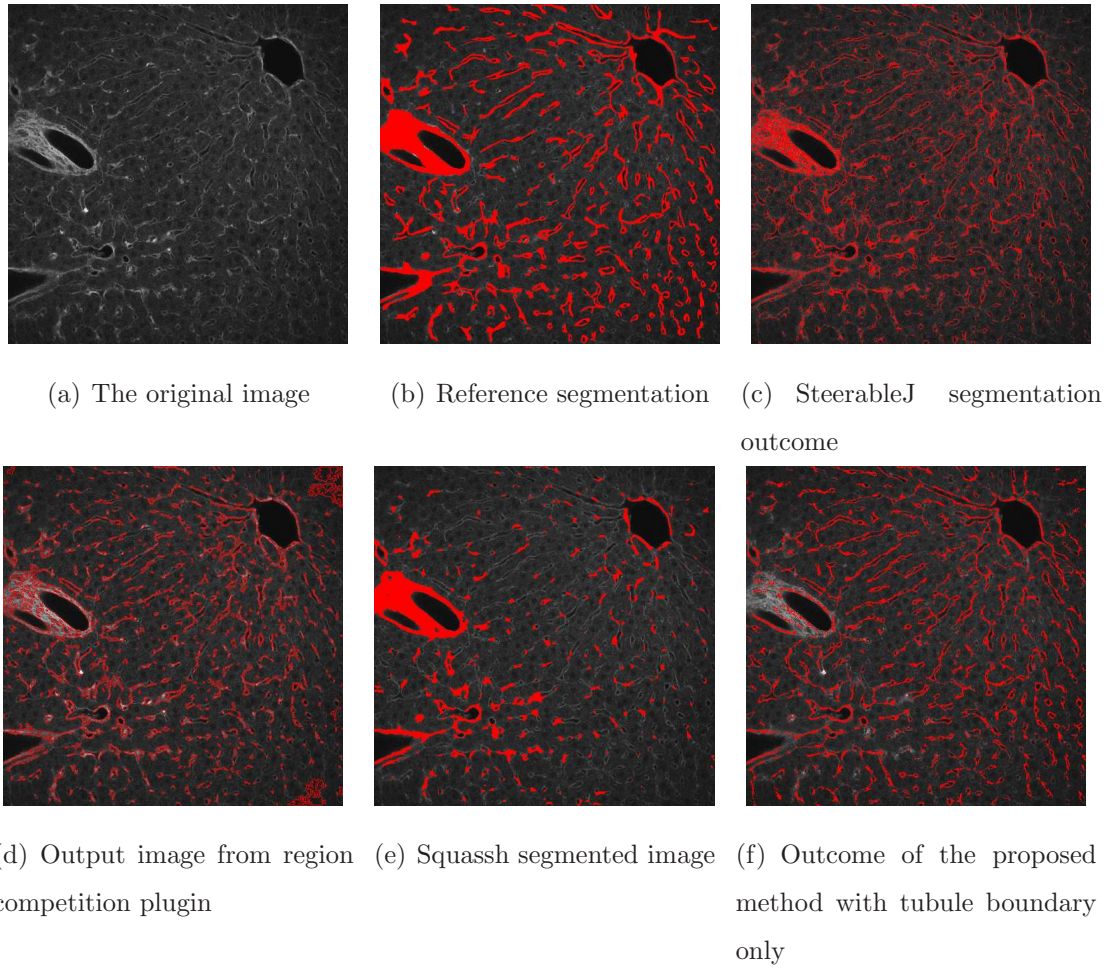 (a) The original image
(b) Reference segmentation
(c) SteerableJ segmentation
outcome
(d) Output image from region
competition plugin
(e) Squassh segmented image
(f) Outcome of the proposed
method with tubule boundary
only